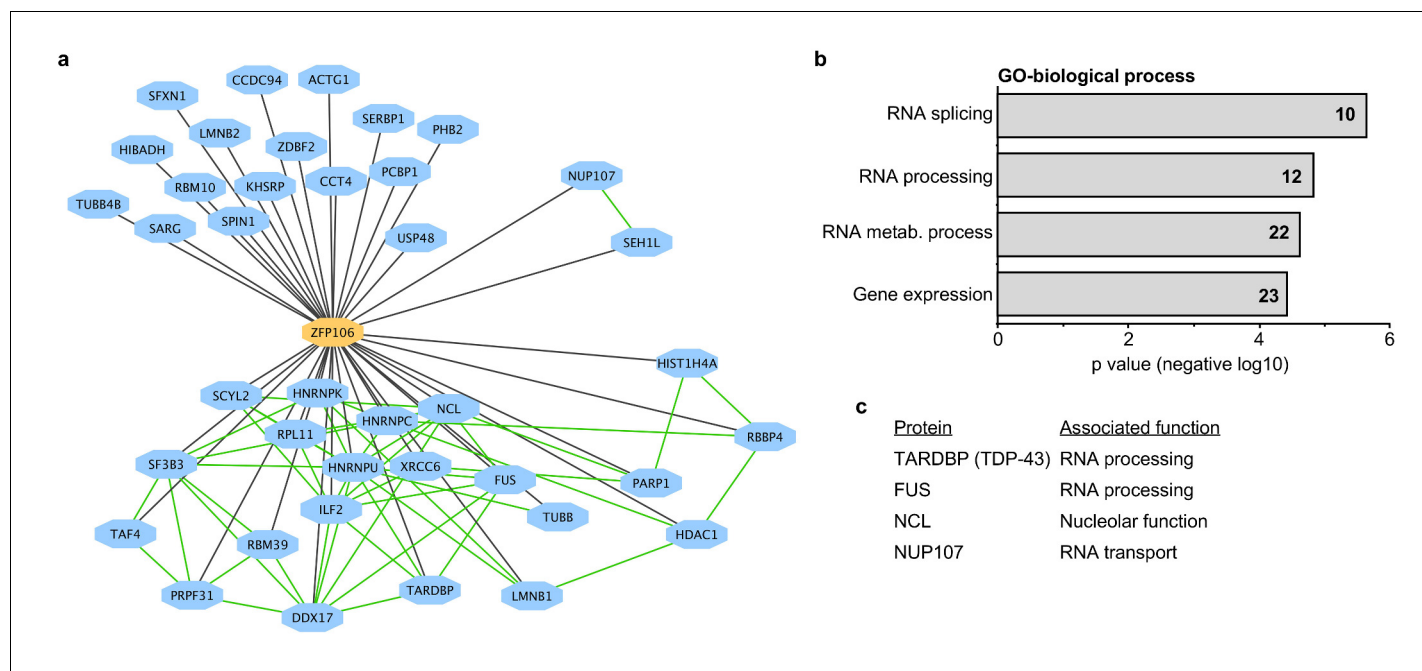 a
CCDC94
ACTG1
SFXN1
SERBP1
LMNB2
PHB2
ZDBF2
HIBADH
PCBP1
NUP107
CCT4
RBM10
KHSRP
TUBB4B
SPIN1
SARG
USP48
SEH1L
ZFP106
HIST1H4A
HNRNPK
SCYL2
NCL
HNRNPC
RPL11
RBBP4
SF3B3
HNRNPU
XRCC6
FUS
PARP1
ILF2
TUBB
TAF4
HDAC1
RBM39
TARDBP
PRPF31
LMNB1
DDX17
b
GO-biological process
RNA splicing 10
RNA processing 12
RNA metab. process 22
Gene expression 23
0 2 4 6
p value (negative log10)
c
Protein Associated function
TARDBP (TDP-43) RNA processing
FUS RNA processing
NCL Nucleolar function
NUP107 RNA transport